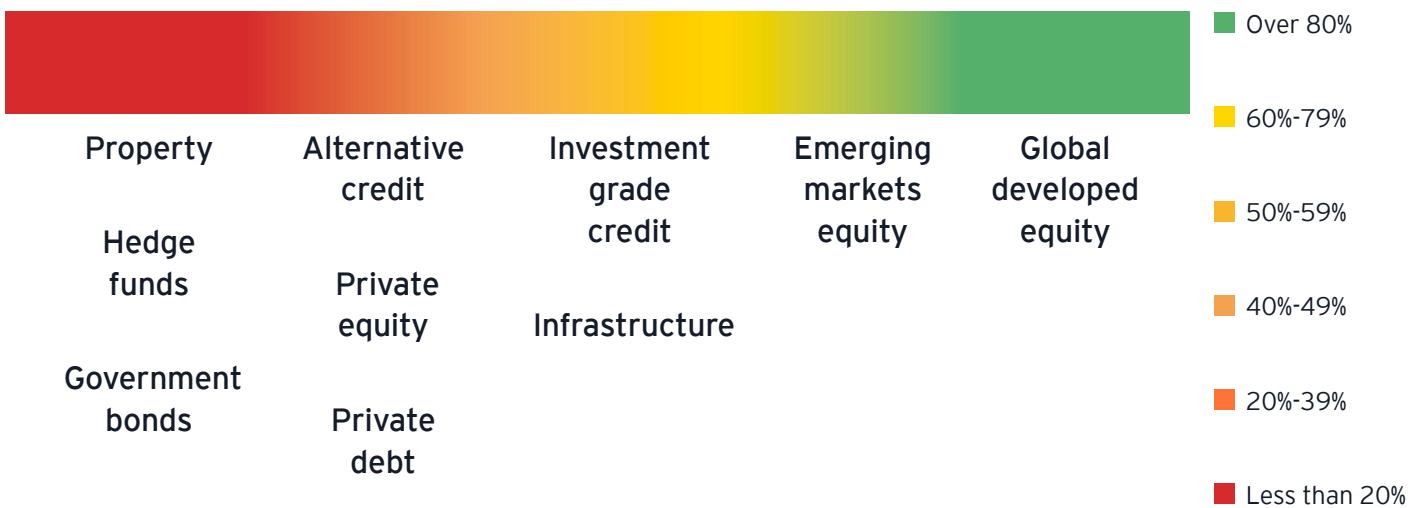 Property
Hedge
funds
Government
bonds
Alternative
credit
Private
equity
Private
debt
Investment
grade
credit
Infrastructure
Emerging
markets
equity
Global
developed
equity
Over 80%
60%-79%
50%-59%
40%-49%
20%-39%
Less than 20%